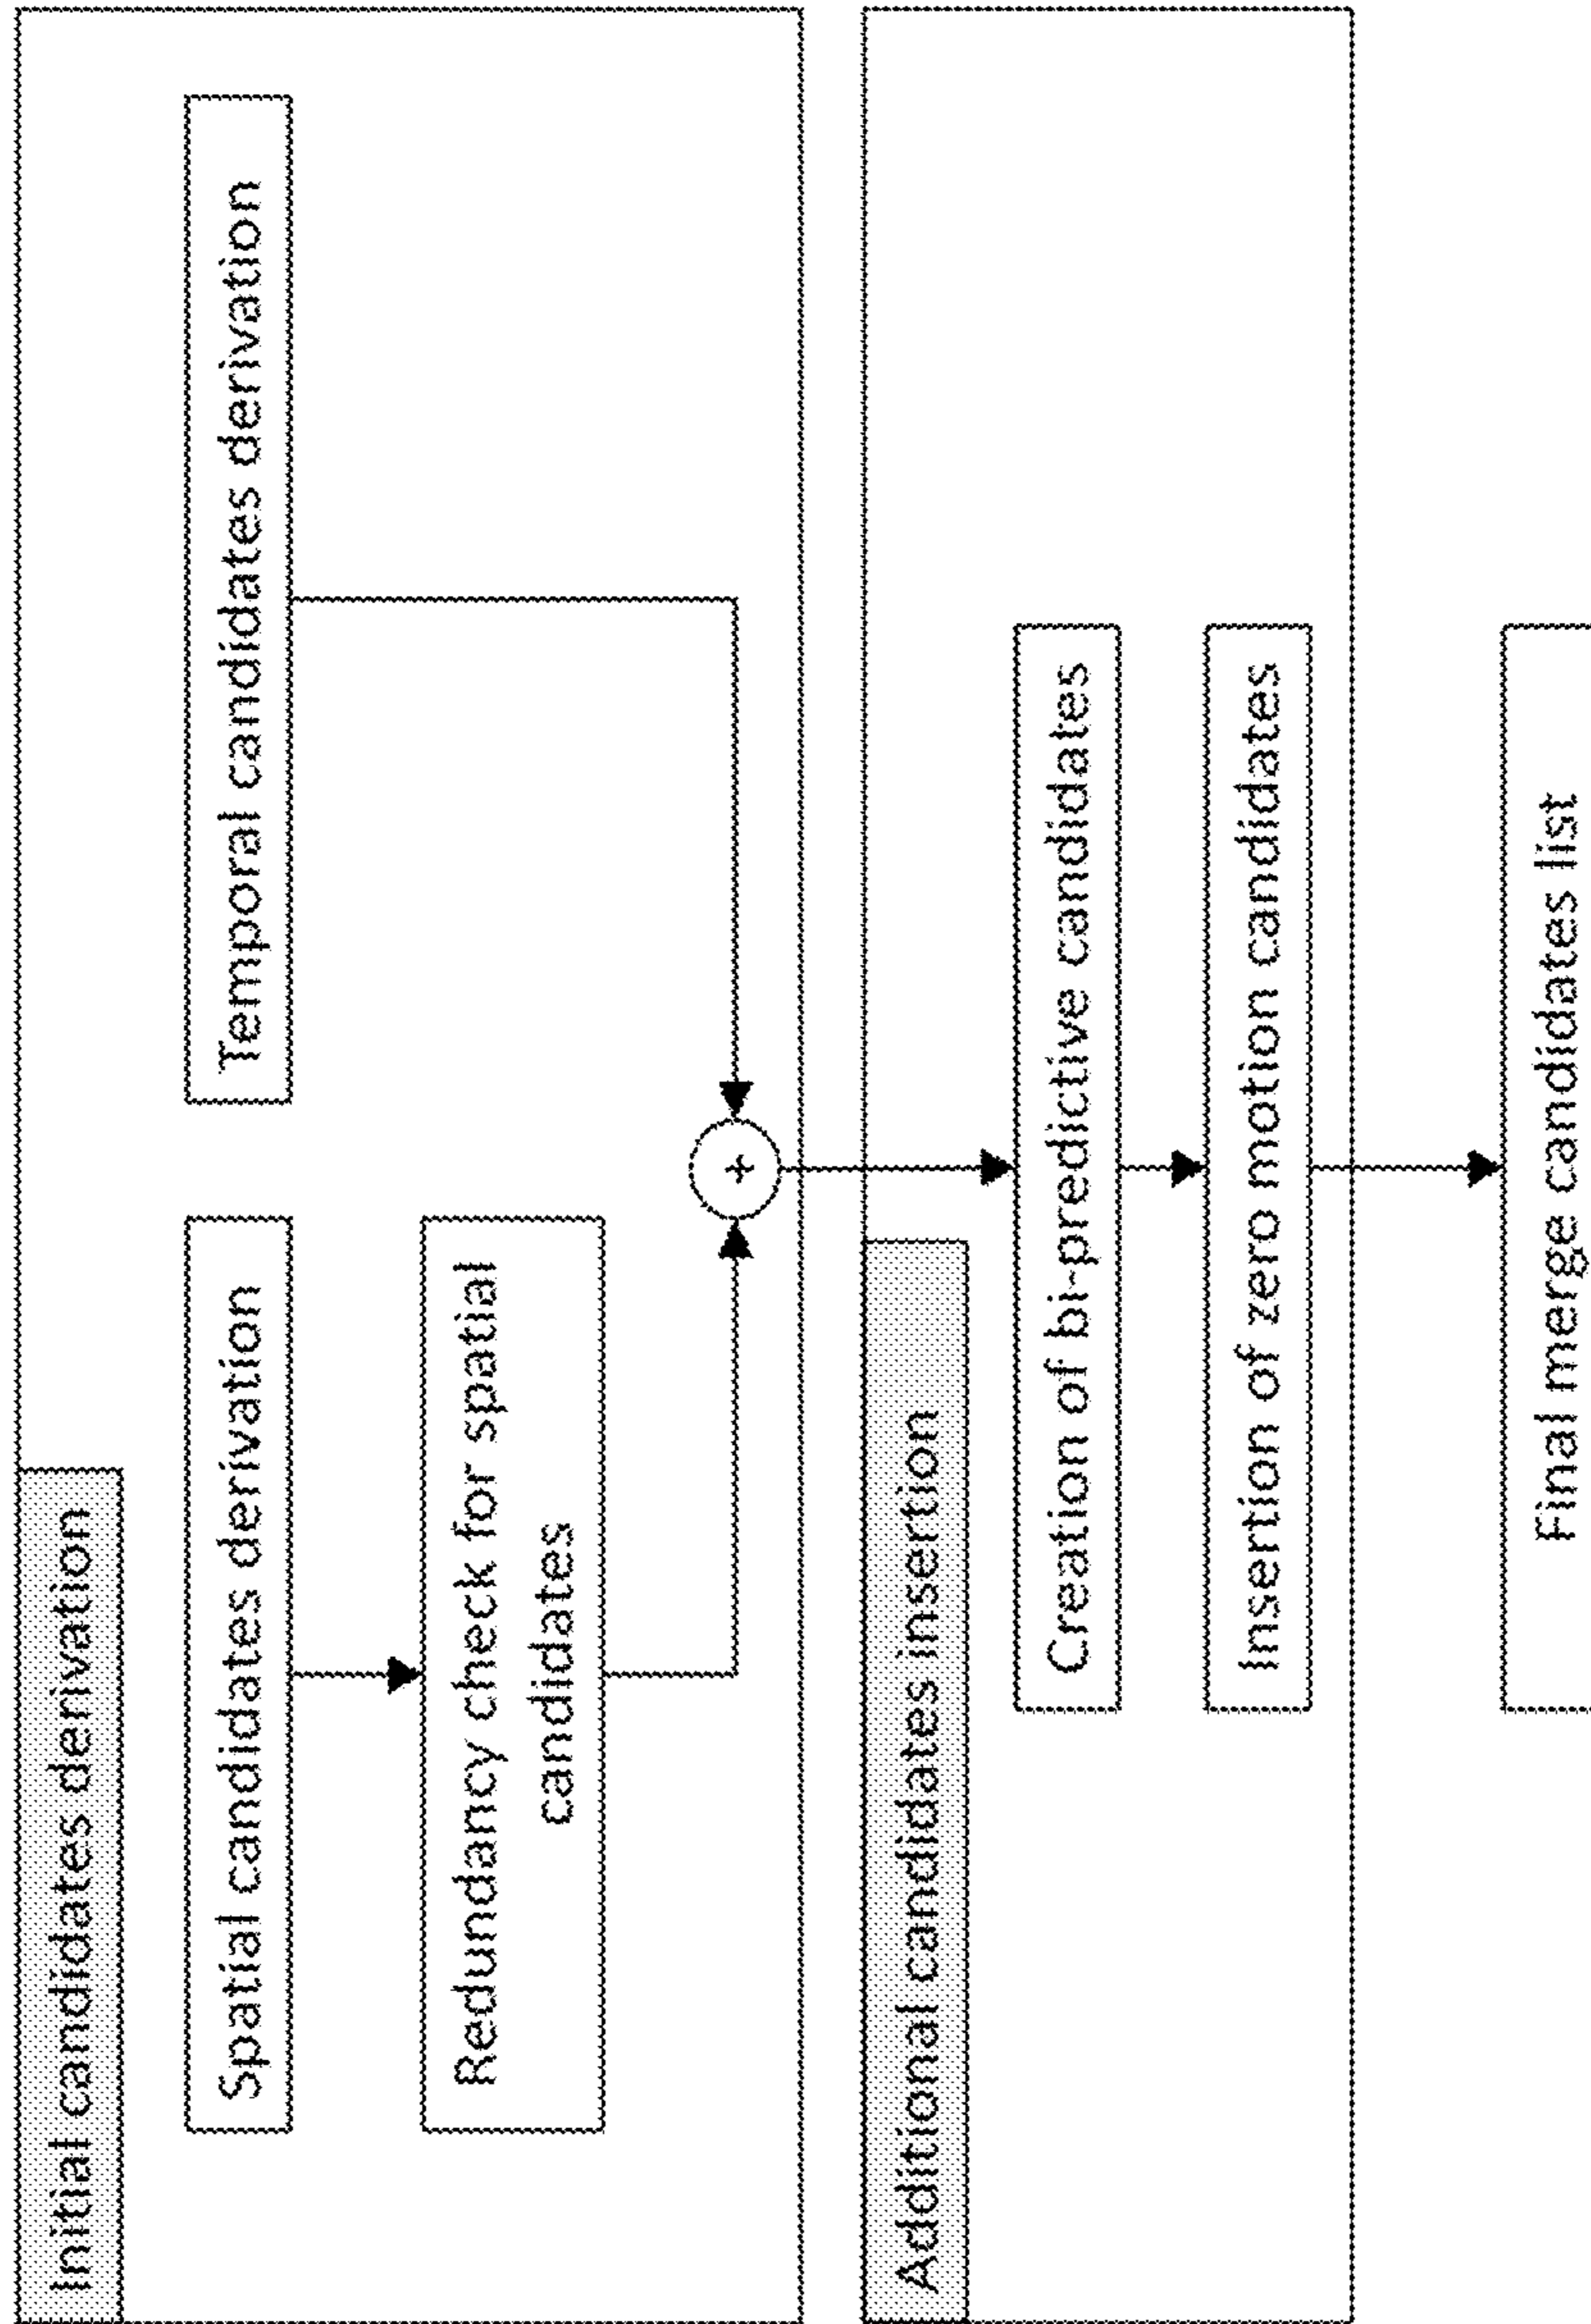 Initial candidates derivation
Spatial candidates derivation
Temporal candidates derivation
Redundancy check for spatial
candidates
+
Additional candidates insertion
Creation of bi-predictive candidates
Insertion of zero motion candidates
Final merge candidates list